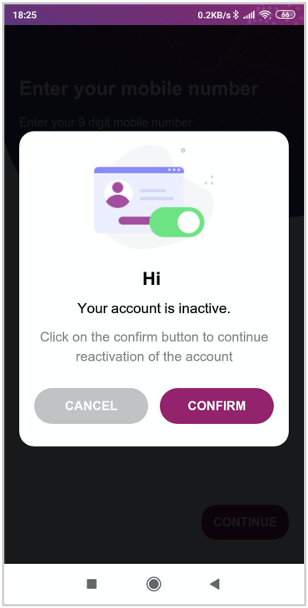 18:25
0.2KB/s
66
Enter your mobile number
Enter your 9 digit mobile number
Hi
Your account is inactive.
Click on the confirm button to continue
reactivation of the account
CANCEL
CONFIRM
CONTINUE